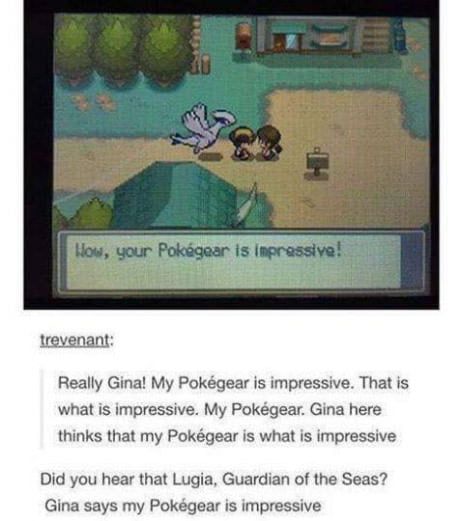 Wow, your Pokégear is impressive!
trevenant:
Really Gina! My Pokégear is impressive. That is
what is impressive. My Pokégear. Gina here
thinks that my Pokégear is what is impressive
Did you hear that Lugia, Guardian of the Seas?
Gina says my Pokégear is impressive